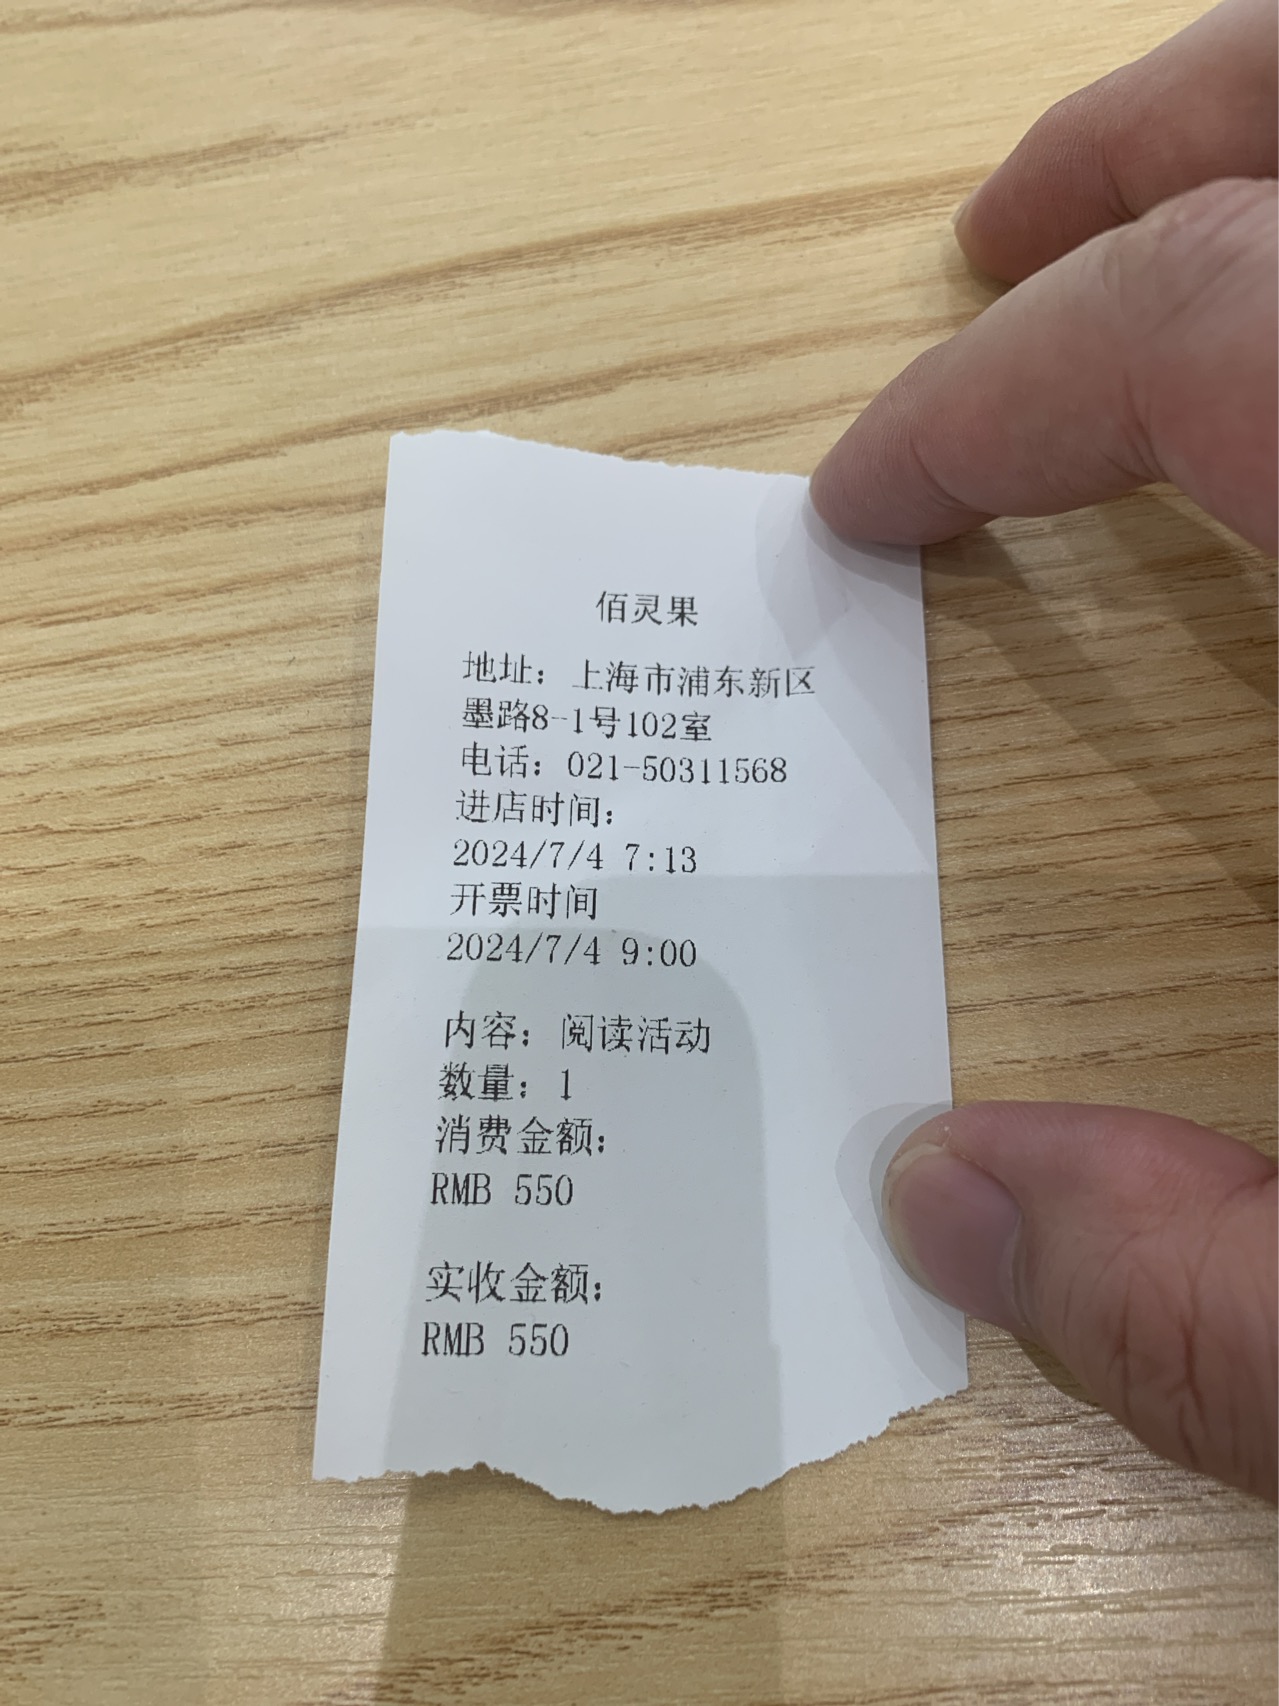 佰灵果
地址：上海市浦东新区
墨路8-1号102室
电话：021-50311568
进店时间：
2024/7/4 7:13
开票时间
2024/7/4 9:00
内容：阅读活动
数量：1
消费金额：
RMB 550
实收金额：
RMB 550